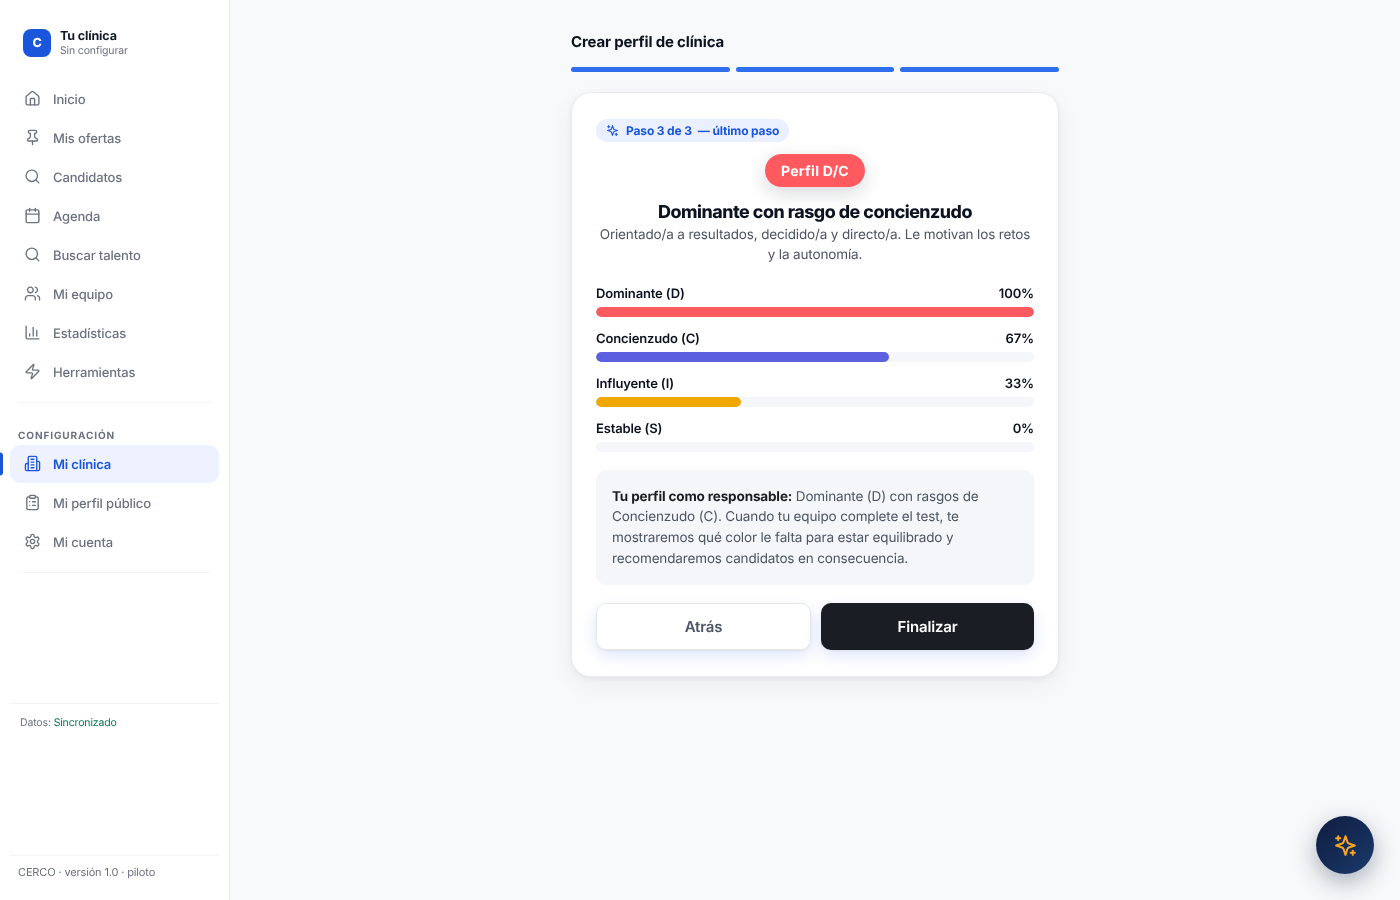 C
Tu clínica
Sin configurar
Inicio
Mis ofertas
Candidatos
Agenda
Buscar talento
Mi equipo
Estadísticas
Herramientas
CONFIGURACIÓN
Mi clínica
Mi perfil público
Mi cuenta
Datos: Sincronizado
CERCO · versión 1.0 · piloto
Crear perfil de clínica
Paso 3 de 3 — último paso
Perfil D/C
Dominante con rasgo de concienzudo
Orientado/a a resultados, decidido/a y directo/a. Le motivan los retos
y la autonomía.
Dominante (D) 100%
Concienzudo (C) 67%
Influyente (I) 33%
Estable (S) 0%
Tu perfil como responsable: Dominante (D) con rasgos de
Concienzudo (C). Cuando tu equipo complete el test, te
mostraremos qué color le falta para estar equilibrado y
recomendaremos candidatos en consecuencia.
Atrás
Finalizar